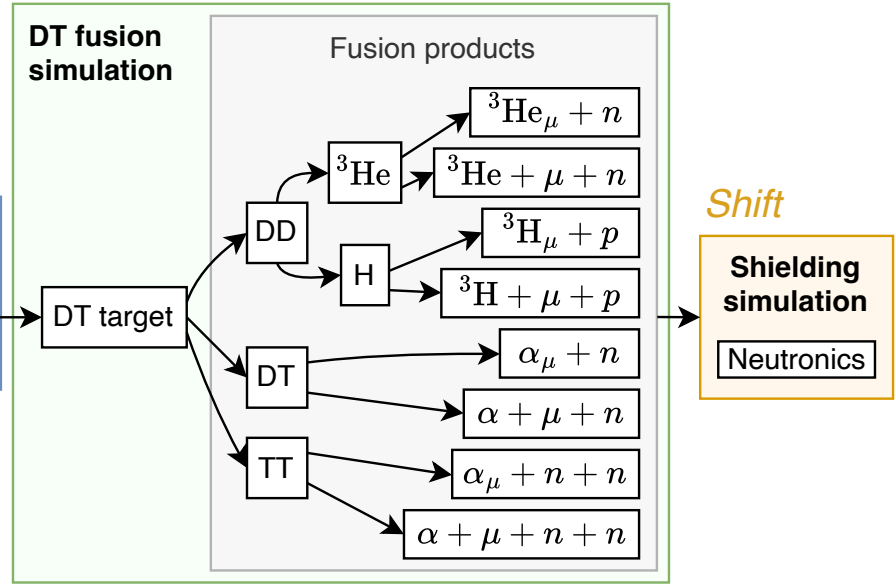 DT fusion
simulation
Fusion products
³He_μ + n
³He
³He + μ + n
DD
³H_μ + p
H
³H + μ + p
DT target
α_μ + n
DT
α + μ + n
TT
α_μ + n + n
α + μ + n + n
Shift
Shielding
simulation
Neutronics